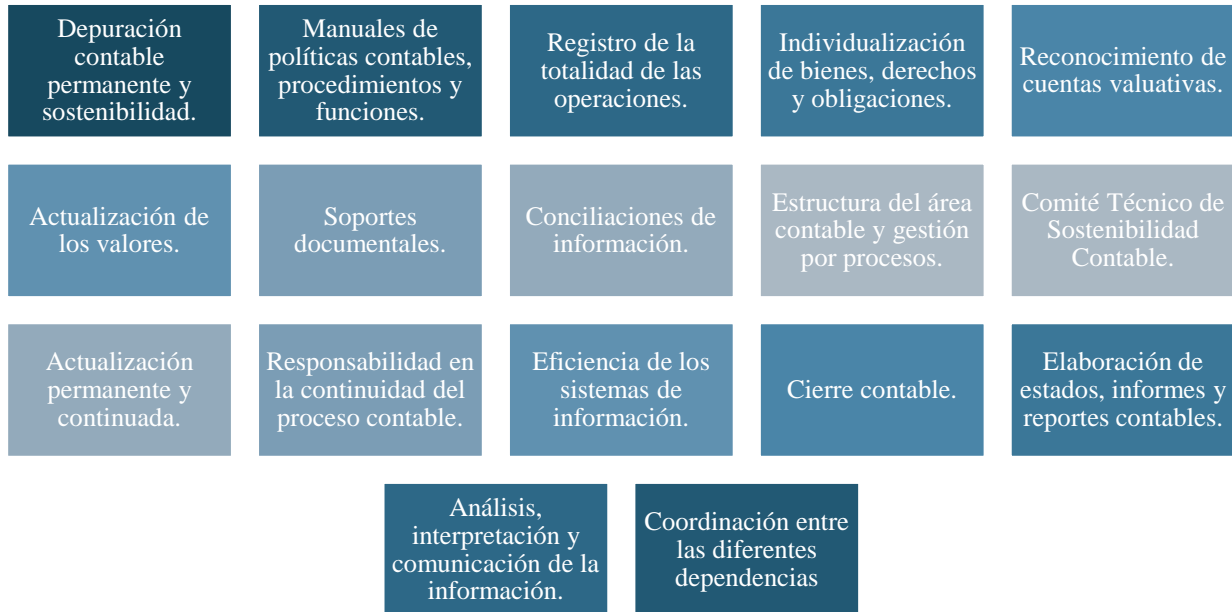 Depuración
contable
permanente y
sostenibilidad.
Manuales de
políticas contables,
procedimientos y
funciones.
Registro de la
totalidad de las
operaciones.
Individualización
de bienes, derechos
y obligaciones.
Reconocimiento de
cuentas valuativas.
Actualización de
los valores.
Soportes
documentales.
Conciliaciones de
información.
Estructura del área
contable y gestión
por procesos.
Comité Técnico de
Sostenibilidad
Contable.
Actualización
permanente y
continuada.
Responsabilidad en
la continuidad del
proceso contable.
Eficiencia de los
sistemas de
información.
Cierre contable.
Elaboración de
estados, informes y
reportes contables.
Análisis,
interpretación y
comunicación de la
información.
Coordinación entre
las diferentes
dependencias